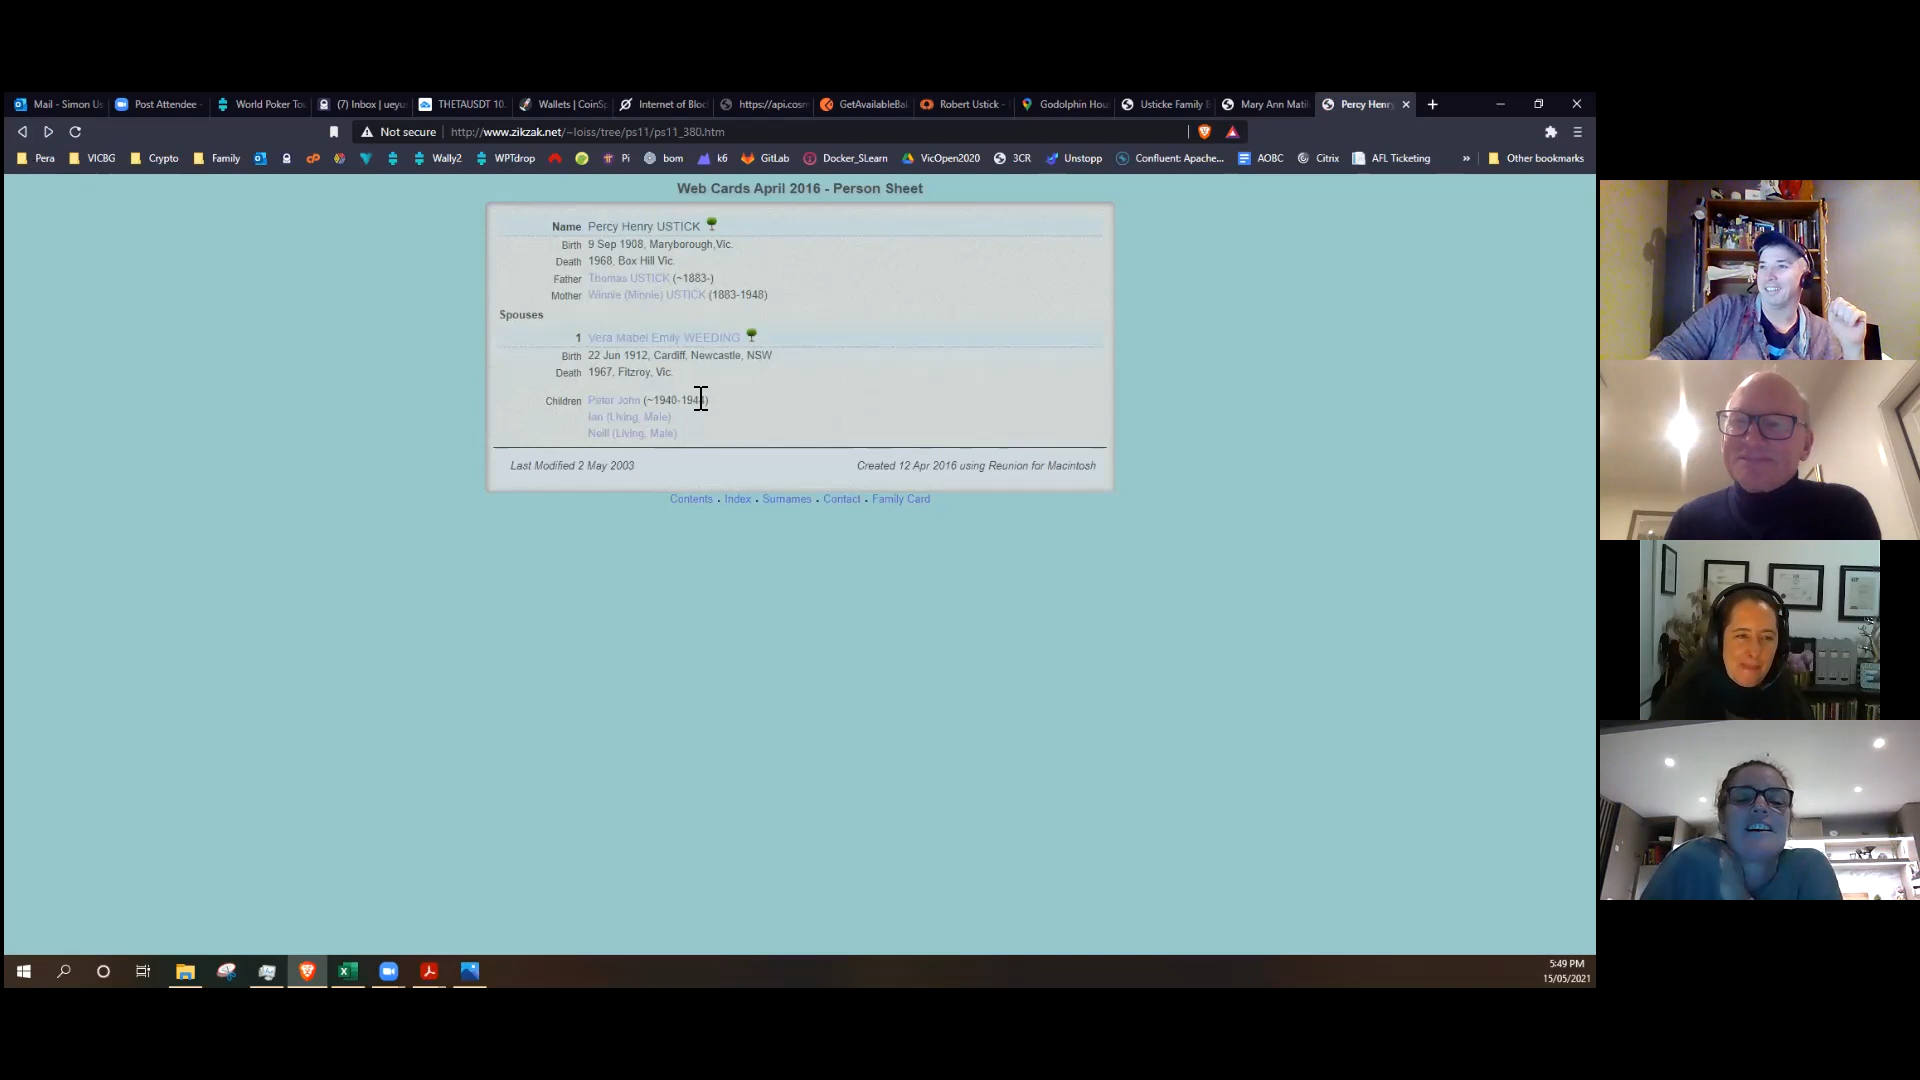 Mail - Simon Us
Post Attendee -
World Poker To
(7) Inbox | ueyu
THETAUSDT 10.
Wallets | CoinSp
Internet of Bloc
https://api.cosm
GetAvailableBal
Robert Ustick -
Godolphin Hou
Usticke Family B
Mary Ann Matil
Percy Henry
Not secure
http://www.zikzak.net/~loiss/tree/ps11/ps11_380.htm
Pera
VICBG
Crypto
Family
Wally2
WPTdrop
Pi
bom
k6
GitLab
Docker_SLearn
VicOpen2020
3CR
Unstopp
Confluent: Apache...
AOBC
Citrix
AFL Ticketing
»
Other bookmarks
Web Cards April 2016 - Person Sheet
Name Percy Henry USTICK
Birth 9 Sep 1908, Maryborough,Vic.
Death 1968, Box Hill Vic.
Father Thomas USTICK (~1883-)
Mother Winnie (Minnie) USTICK (1883-1948)
Spouses
1 Vera Mabel Emily WEEDING
Birth 22 Jun 1912, Cardiff, Newcastle, NSW
Death 1967, Fitzroy, Vic.
Children Peter John (~1940-1944)
Ian (Living, Male)
Neill (Living, Male)
Last Modified 2 May 2003
Created 12 Apr 2016 using Reunion for Macintosh
Contents • Index • Surnames • Contact • Family Card
5:49 PM
15/05/2021